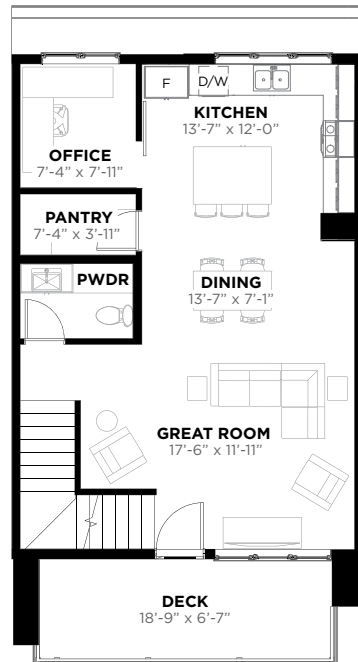 F
D/W
KITCHEN
13’-7” x 12’-0”
OFFICE
7’-4” x 7’-11”
PANTRY
7’-4” x 3’-11”
PWDR
DINING
13’-7” x 7’-1”
GREAT ROOM
17’-6” x 11’-11”
DECK
18’-9” x 6’-7”